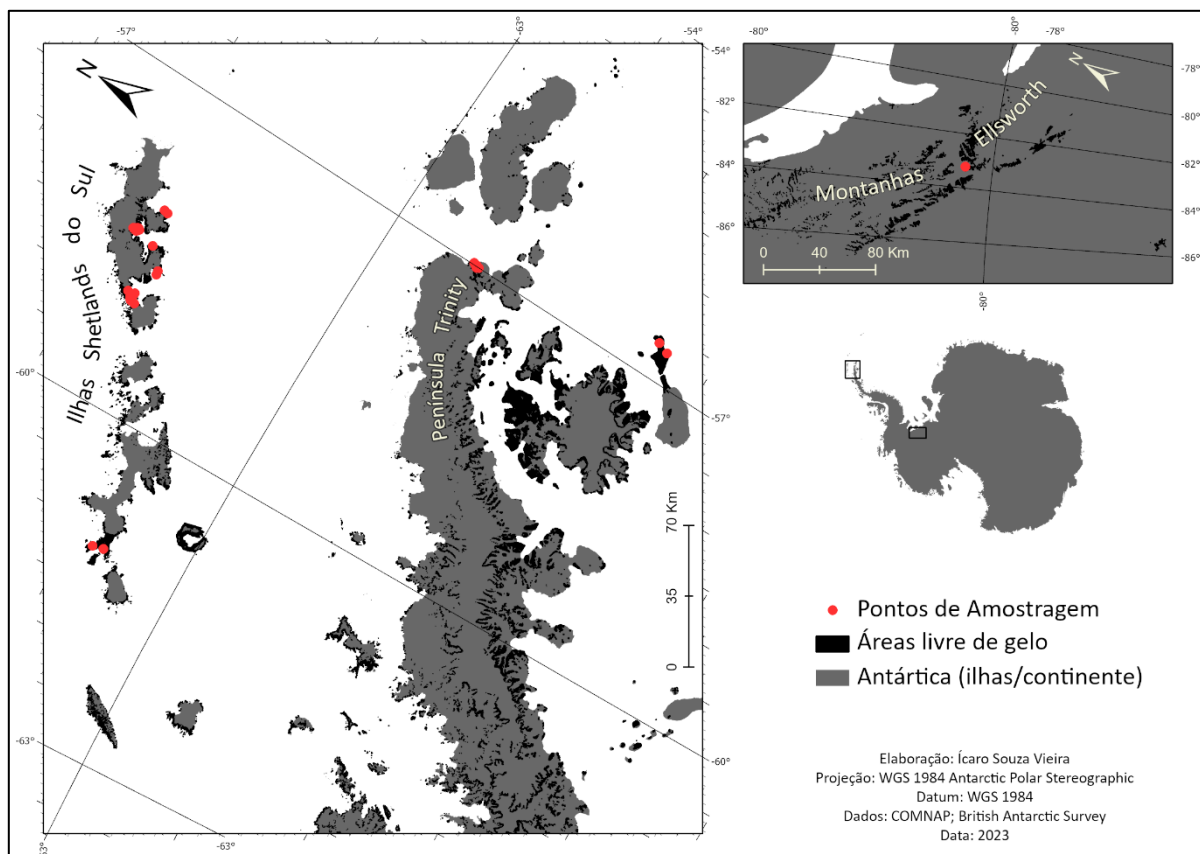 -57°
-63°
-54°
N
Ilhas Shetlands do Sul
Península Trinity
-60°
-57°
70 Km
35
0
-63°
-60°
-63°
-80°
-80°
-78°
-54°
-82°
-84°
-86°
-78°
-80°
-82°
-84°
-86°
N
Montanhas Ellsworth
0 40 80 Km
-80°
Pontos de Amostragem
Áreas livre de gelo
Antártica (ilhas/continente)
Elaboração: Ícaro Souza Vieira
Projeção: WGS 1984 Antarctic Polar Stereographic
Datum: WGS 1984
Dados: COMNAP; British Antarctic Survey
Data: 2023